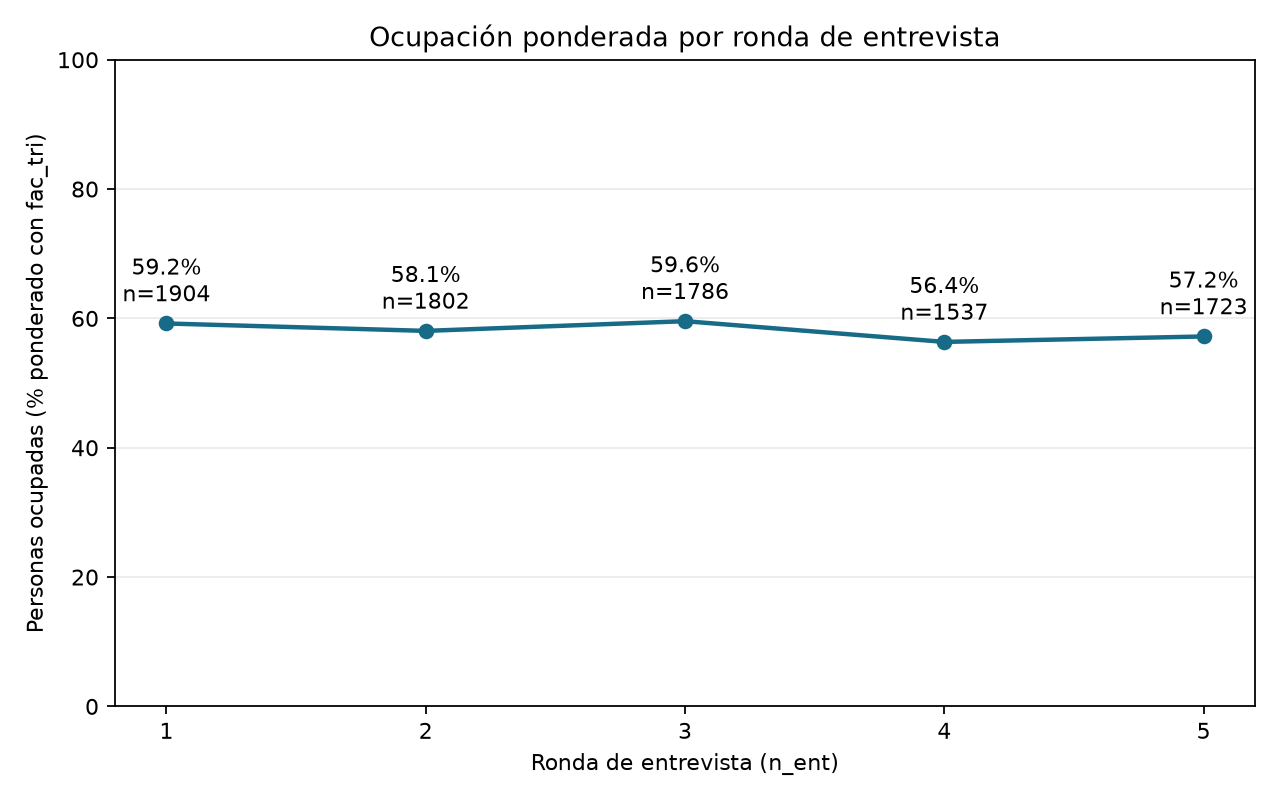 Ocupación ponderada por ronda de entrevista
Personas ocupadas (% ponderado con fac_tri)
100
80
60
40
20
0
59.2%
n=1904
58.1%
n=1802
59.6%
n=1786
56.4%
n=1537
57.2%
n=1723
1
2
3
4
5
Ronda de entrevista (n_ent)